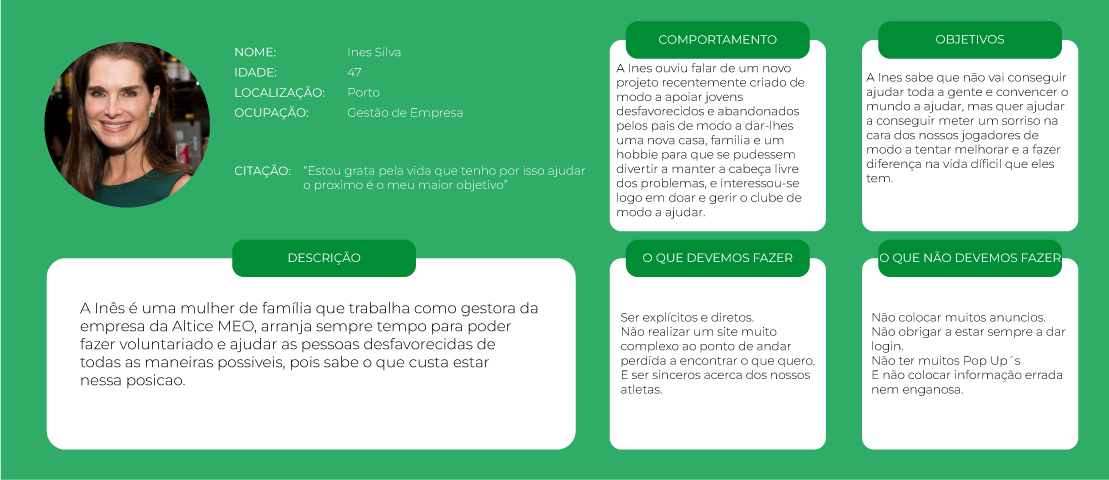 NOME: Ines Silva
IDADE: 47
LOCALIZAÇÃO: Porto
OCUPAÇÃO: Gestão de Empresa
CITAÇÃO: “Estou grata pela vida que tenho por isso ajudar
o proximo é o meu maior objetivo”
DESCRIÇÃO
A Inês é uma mulher de família que trabalha como gestora da
empresa da Altice MEO, arranja sempre tempo para poder
fazer voluntariado e ajudar as pessoas desfavorecidas de
todas as maneiras possiveis, pois sabe o que custa estar
nessa posicao.
COMPORTAMENTO
A Ines ouviu falar de um novo
projeto recentemente criado de
modo a apoiar jovens
desfavorecidos e abandonados
pelos pais de modo a dar-lhes
uma nova casa, familia e um
hobbie para que se pudessem
divertir a manter a cabeça livre
dos problemas, e interessou-se
logo em doar e gerir o clube de
modo a ajudar.
OBJETIVOS
A Ines sabe que não vai conseguir
ajudar toda a gente e convencer o
mundo a ajudar, mas quer ajudar
a conseguir meter um sorriso na
cara dos nossos jogadores de
modo a tentar melhorar e a fazer
diferença na vida díficil que eles
tem.
O QUE DEVEMOS FAZER
Ser explícitos e diretos.
Não realizar um site muito
complexo ao ponto de andar
perdida a encontrar o que quero.
E ser sinceros acerca dos nossos
atletas.
O QUE NÃO DEVEMOS FAZER
Não colocar muitos anuncios.
Não obrigar a estar sempre a dar
login.
Não ter muitos Pop Up´s
E não colocar informação errada
nem enganosa.